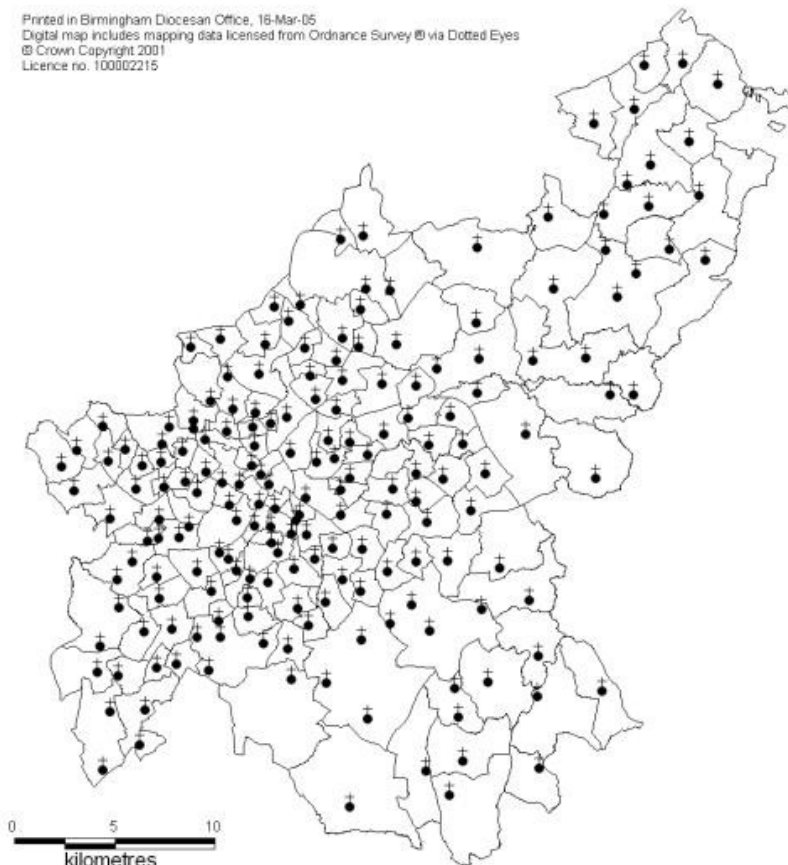 Printed in Birmingham Diocesan Office, 16-Mar-05
Digital map includes mapping data licensed from Ordnance Survey ® via Dotted Eyes
© Crown Copyright 2001
Licence no. 100002215
0 5 10
kilometres